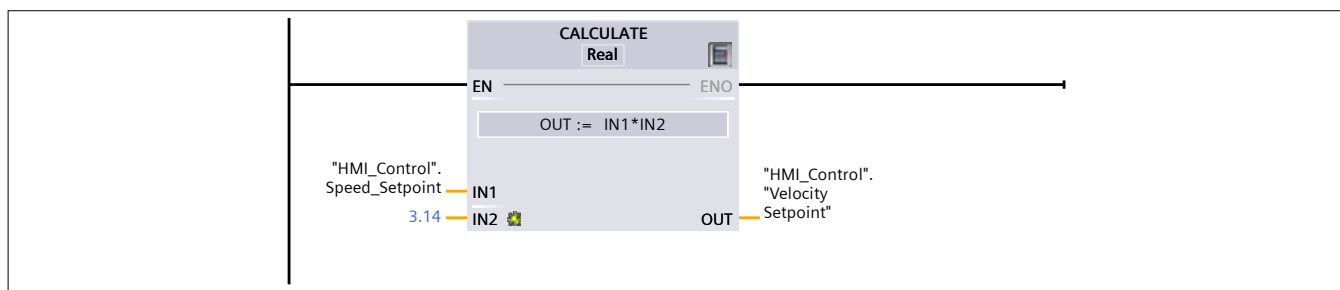 CALCULATE
Real
EN
ENO
OUT := IN1*IN2
"HMI_Control".
Speed_Setpoint
IN1
3.14
IN2
"HMI_Control".
"Velocity
Setpoint"
OUT